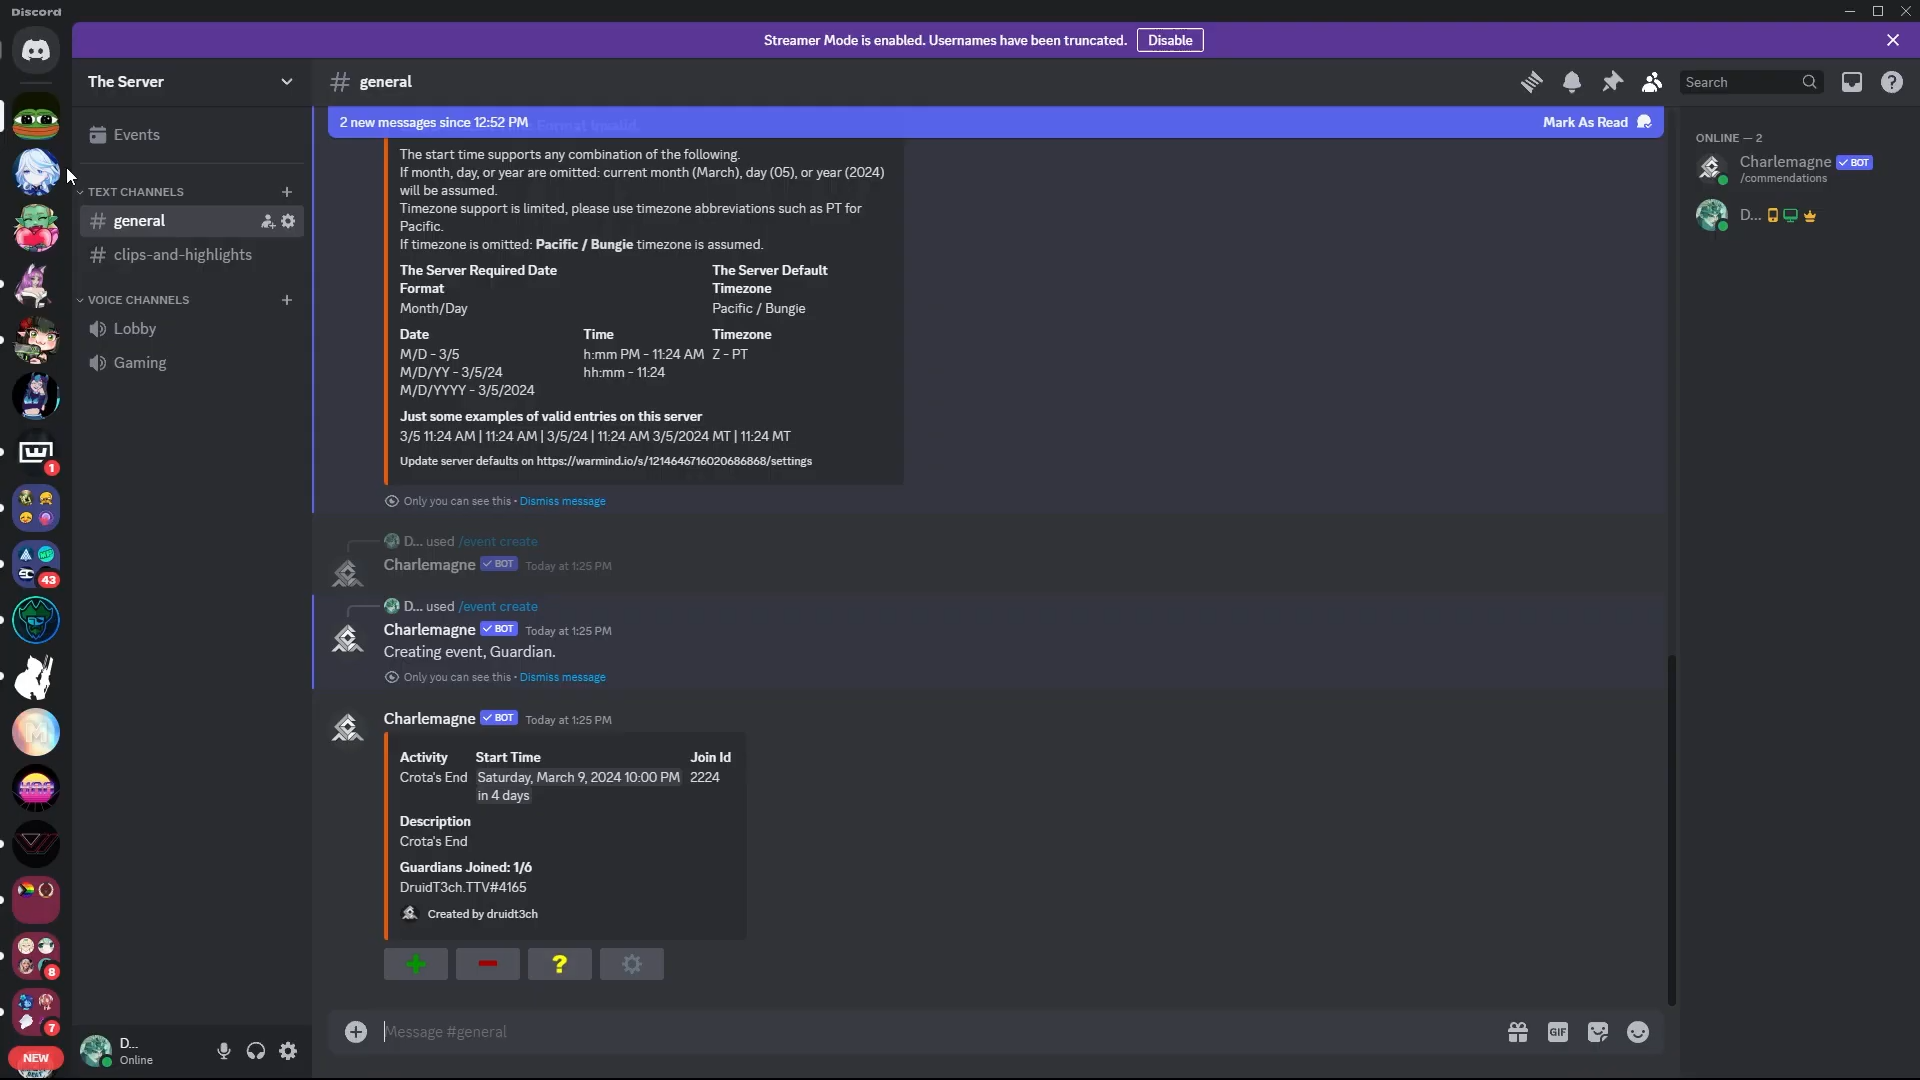 Discord
Streamer Mode is enabled. Usernames have been truncated. Disable
The Server
general
Search
Events
TEXT CHANNELS
general
clips-and-highlights
VOICE CHANNELS
Lobby
Gaming
1
43
8
7
NEW
D...
Online
2 new messages since 12:52 PM
Mark As Read
Format Invalid.
The start time supports any combination of the following.
If month, day, or year are omitted: current month (March), day (05), or year (2024)
will be assumed.
Timezone support is limited, please use timezone abbreviations such as PT for
Pacific.
If timezone is omitted: Pacific / Bungie timezone is assumed.
The Server Required Date
Format
Month/Day
The Server Default
Timezone
Pacific / Bungie
Date
M/D - 3/5
M/D/YY - 3/5/24
M/D/YYYY - 3/5/2024
Time
h:mm PM - 11:24 AM
hh:mm - 11:24
Timezone
Z - PT
Just some examples of valid entries on this server
3/5 11:24 AM | 11:24 AM | 3/5/24 | 11:24 AM 3/5/2024 MT | 11:24 MT
Update server defaults on https://warmind.io/s/1214646716020686868/settings
Only you can see this • Dismiss message
D... used /event create
Charlemagne BOT Today at 1:25 PM
D... used /event create
Charlemagne BOT Today at 1:25 PM
Creating event, Guardian.
Only you can see this • Dismiss message
Charlemagne BOT Today at 1:25 PM
Activity
Crota's End
Start Time
Saturday, March 9, 2024 10:00 PM
in 4 days
Join Id
2224
Description
Crota's End
Guardians Joined: 1/6
DruidT3ch.TTV#4165
Created by druidt3ch
?
Message #general
GIF
ONLINE — 2
Charlemagne BOT
/commendations
D...